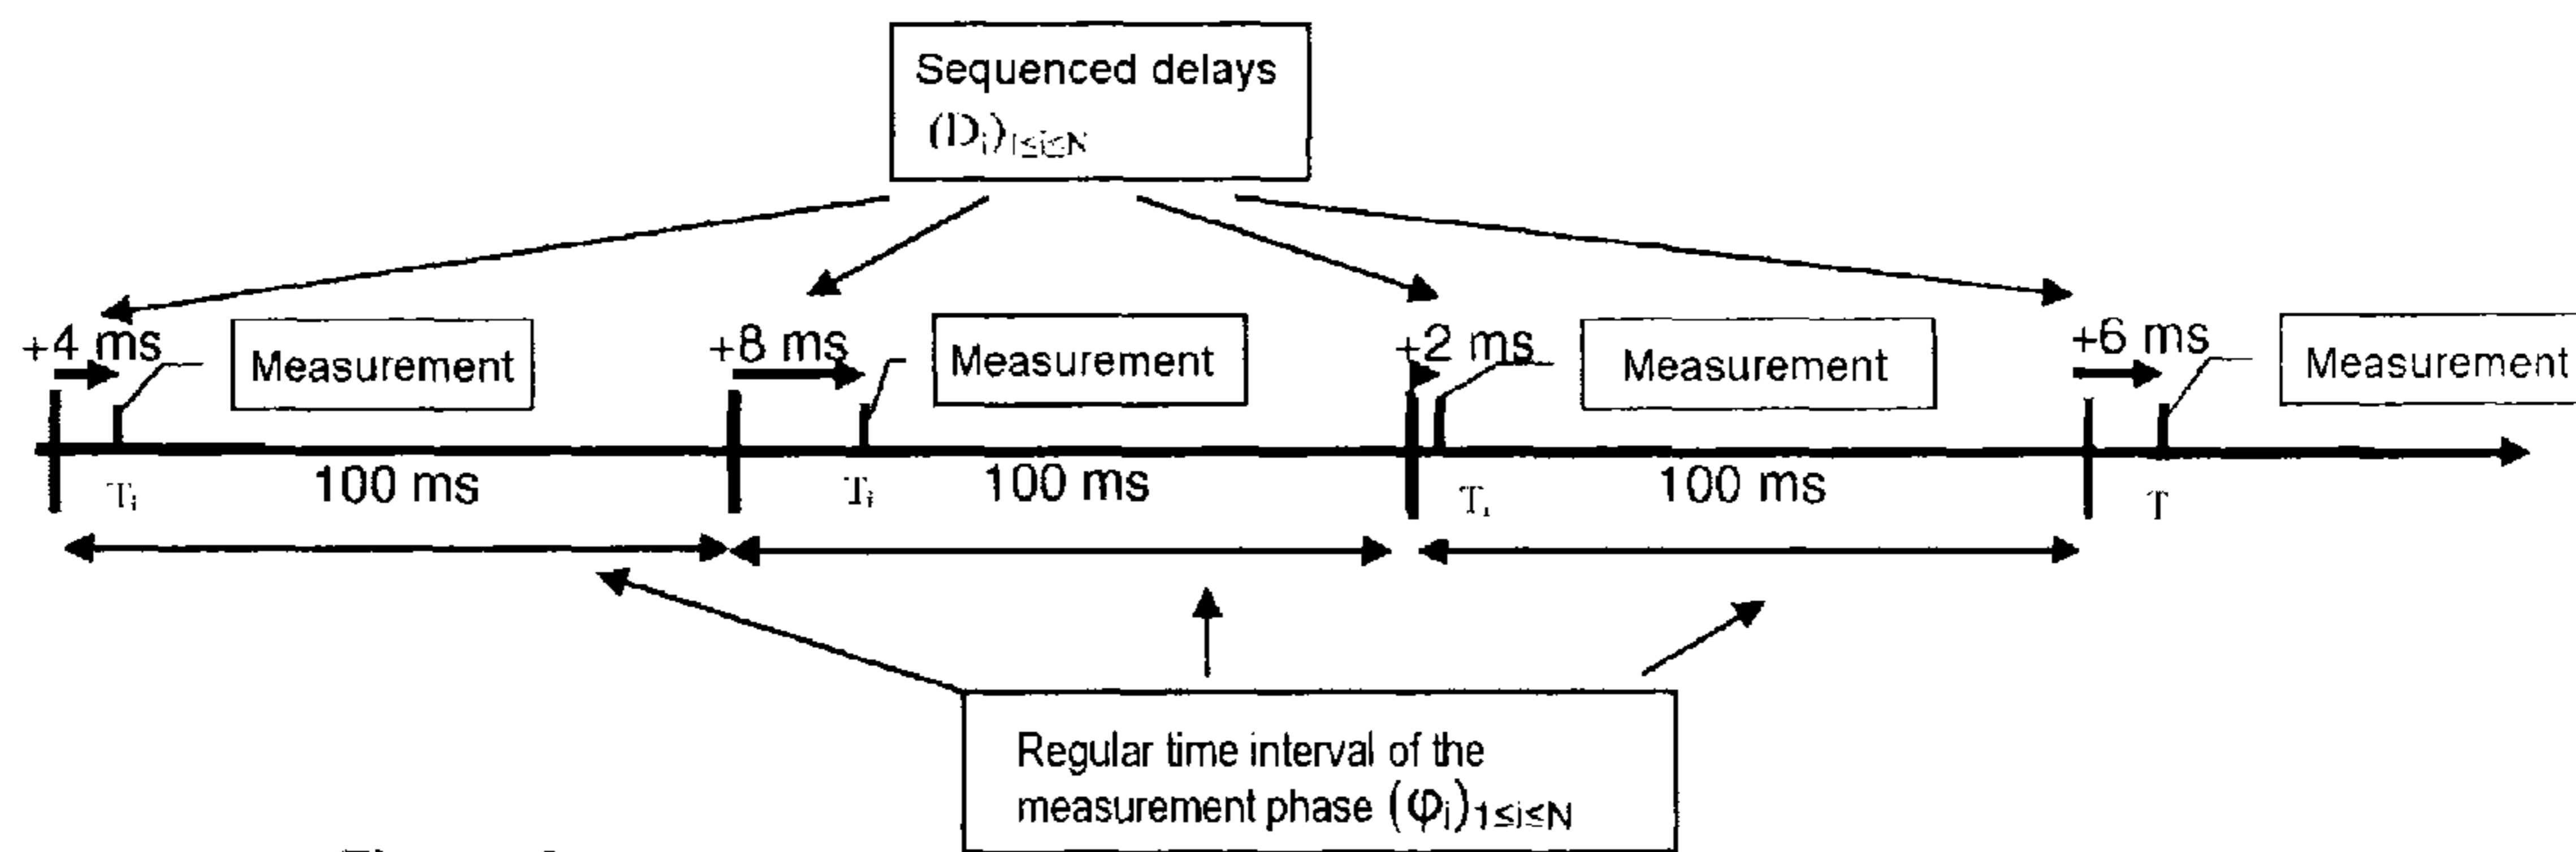 Sequenced delays
(Dᵢ)₁≤i≤N
+4 ms
Measurement
+8 ms
Measurement
+2 ms
Measurement
+6 ms
Measurement
Tᵢ
100 ms
Tᵢ
100 ms
Tᵢ
100 ms
T
Regular time interval of the
measurement phase (φᵢ)₁≤i≤N